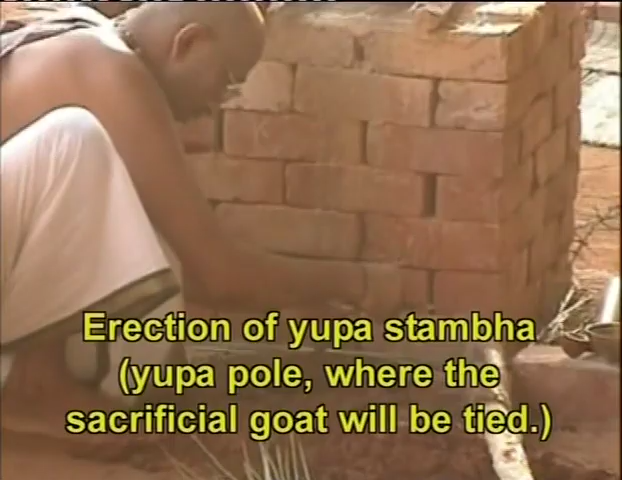 Erection of yupa stambha
(yupa pole, where the
sacrificial goat will be tied.)